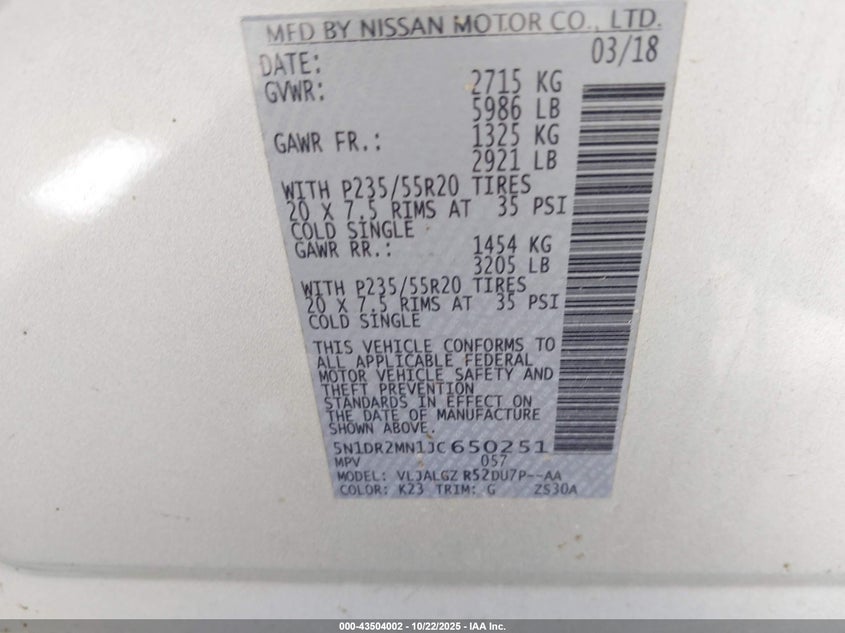 MFD BY NISSAN MOTOR CO., LTD.
DATE: 03/18
GVWR: 2715 KG
5986 LB
GAWR FR.: 1325 KG
2921 LB
WITH P235/55R20 TIRES
20 X 7.5 RIMS AT 35 PSI
COLD SINGLE
GAWR RR.: 1454 KG
3205 LB
WITH P235/55R20 TIRES
20 X 7.5 RIMS AT 35 PSI
COLD SINGLE
THIS VEHICLE CONFORMS TO
ALL APPLICABLE FEDERAL
MOTOR VEHICLE SAFETY AND
THEFT PREVENTION
STANDARDS IN EFFECT ON
THE DATE OF MANUFACTURE
SHOWN ABOVE.
5N1DR2MN1JC650251
MPV 057
MODEL: VLJALGZ R52DU7P--AA
COLOR: K23 TRIM: G ZS30A
000-43504002 • 10/22/2025 • IAA Inc.